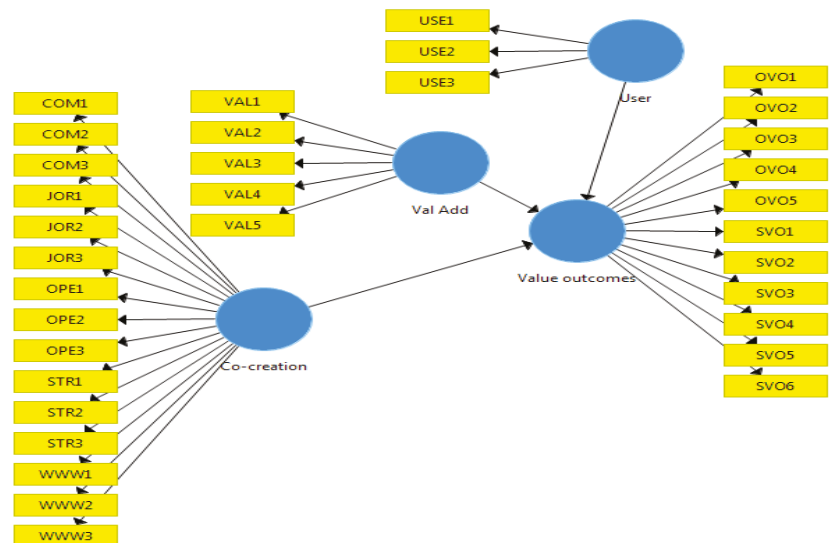 USE1
USE2
USE3
User
VAL1
VAL2
VAL3
VAL4
VAL5
Val Add
COM1
COM2
COM3
JOR1
JOR2
JOR3
OPE1
OPE2
OPE3
STR1
STR2
STR3
WWW1
WWW2
WWW3
Co-creation
Value outcomes
OVO1
OVO2
OVO3
OVO4
OVO5
SVO1
SVO2
SVO3
SVO4
SVO5
SVO6